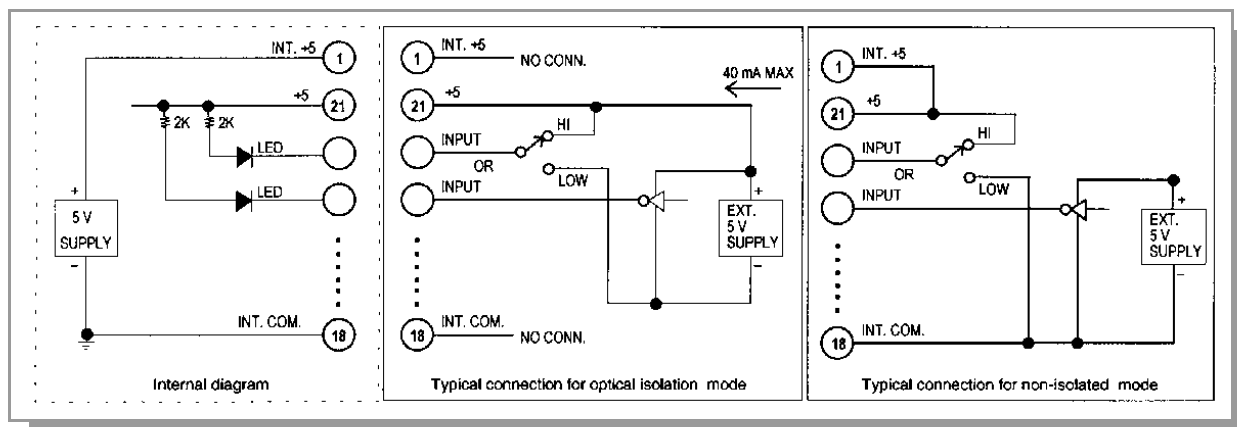 INT. +5
1
+5
21
2K
2K
LED
LED
+
5 V
SUPPLY
−
INT. COM.
18
Internal diagram
1
INT. +5
NO CONN.
40 mA MAX
21
+5
HI
INPUT
OR
LOW
INPUT
+
EXT.
5 V
SUPPLY
−
18
INT. COM.
NO CONN.
Typical connection for optical isolation mode
1
INT. +5
21
+5
HI
INPUT
OR
LOW
INPUT
+
EXT.
5 V
SUPPLY
−
18
INT. COM.
Typical connection for non-isolated mode